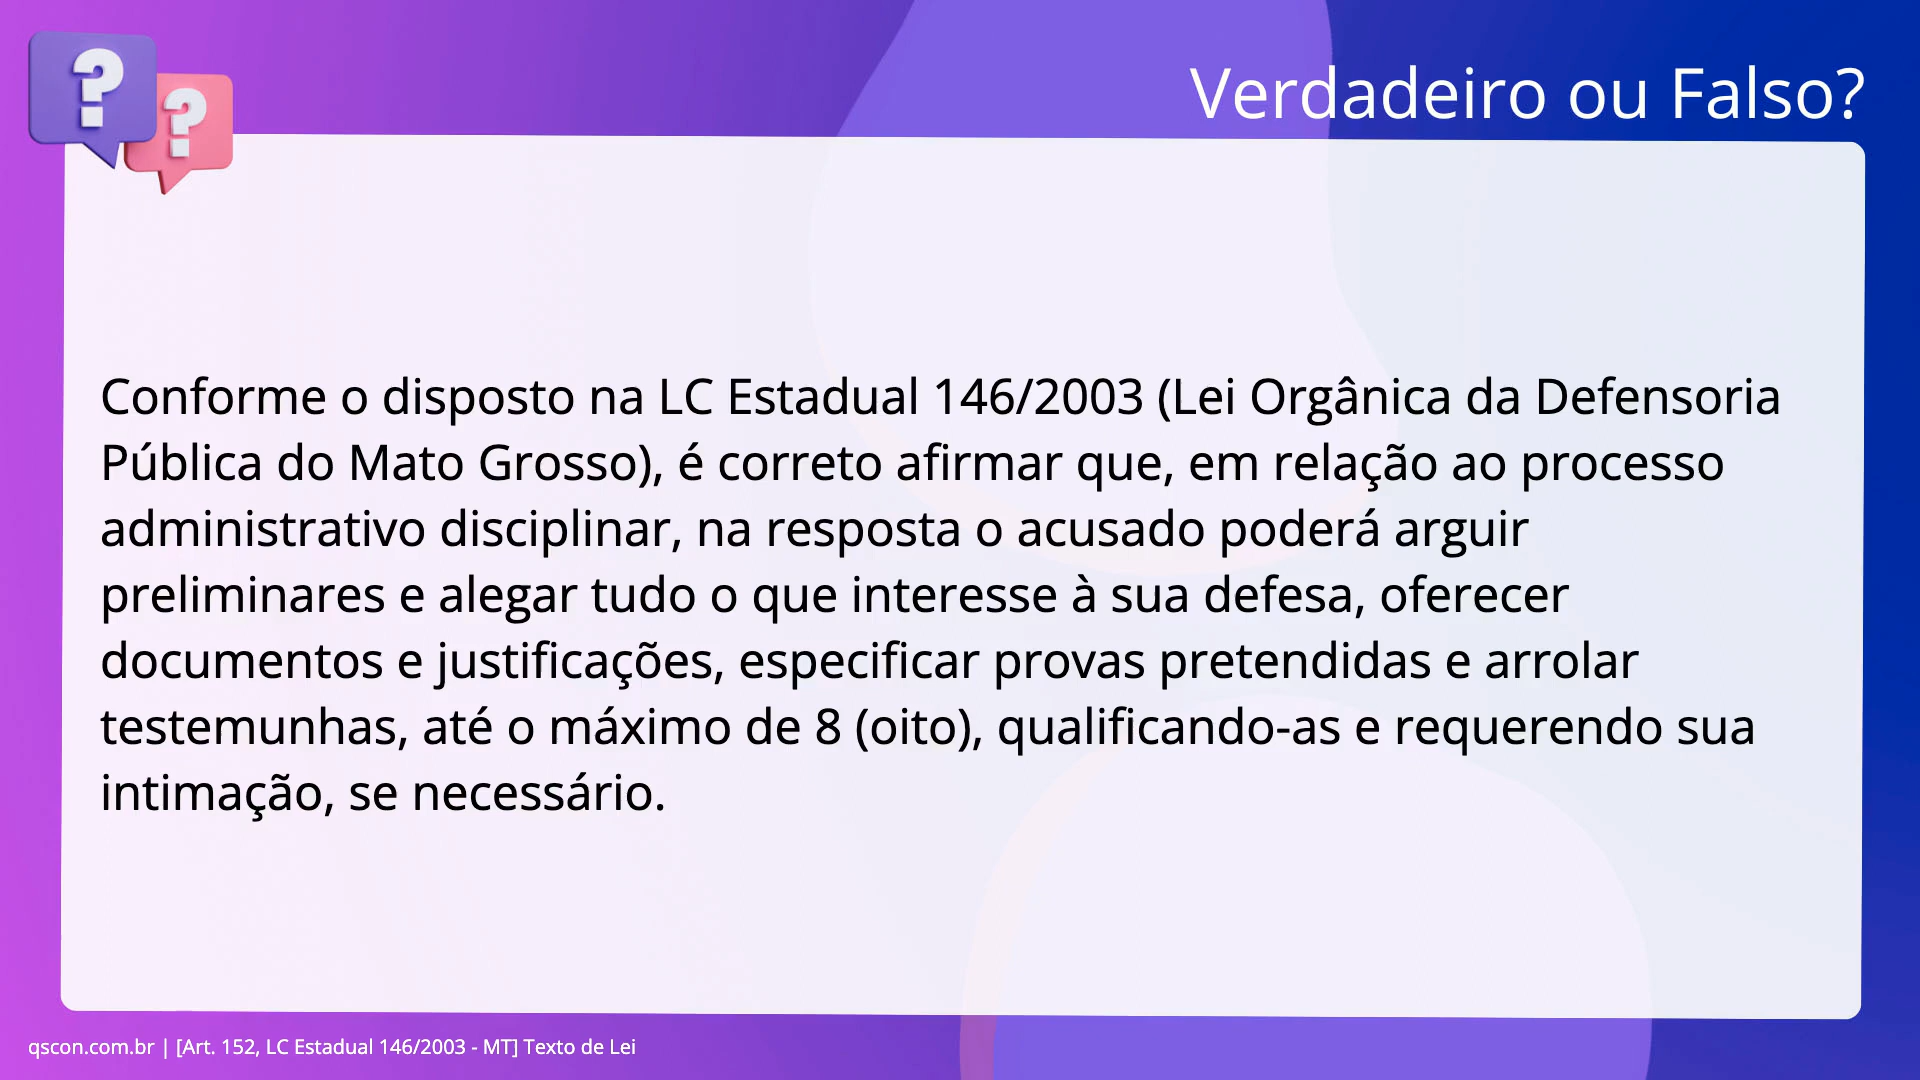 Verdadeiro ou Falso?
Conforme o disposto na LC Estadual 146/2003 (Lei Orgânica da Defensoria
Pública do Mato Grosso), é correto afirmar que, em relação ao processo
administrativo disciplinar, na resposta o acusado poderá arguir
preliminares e alegar tudo o que interesse à sua defesa, oferecer
documentos e justificações, especificar provas pretendidas e arrolar
testemunhas, até o máximo de 8 (oito), qualificando-as e requerendo sua
intimação, se necessário.
qscon.com.br | [Art. 152, LC Estadual 146/2003 - MT] Texto de Lei